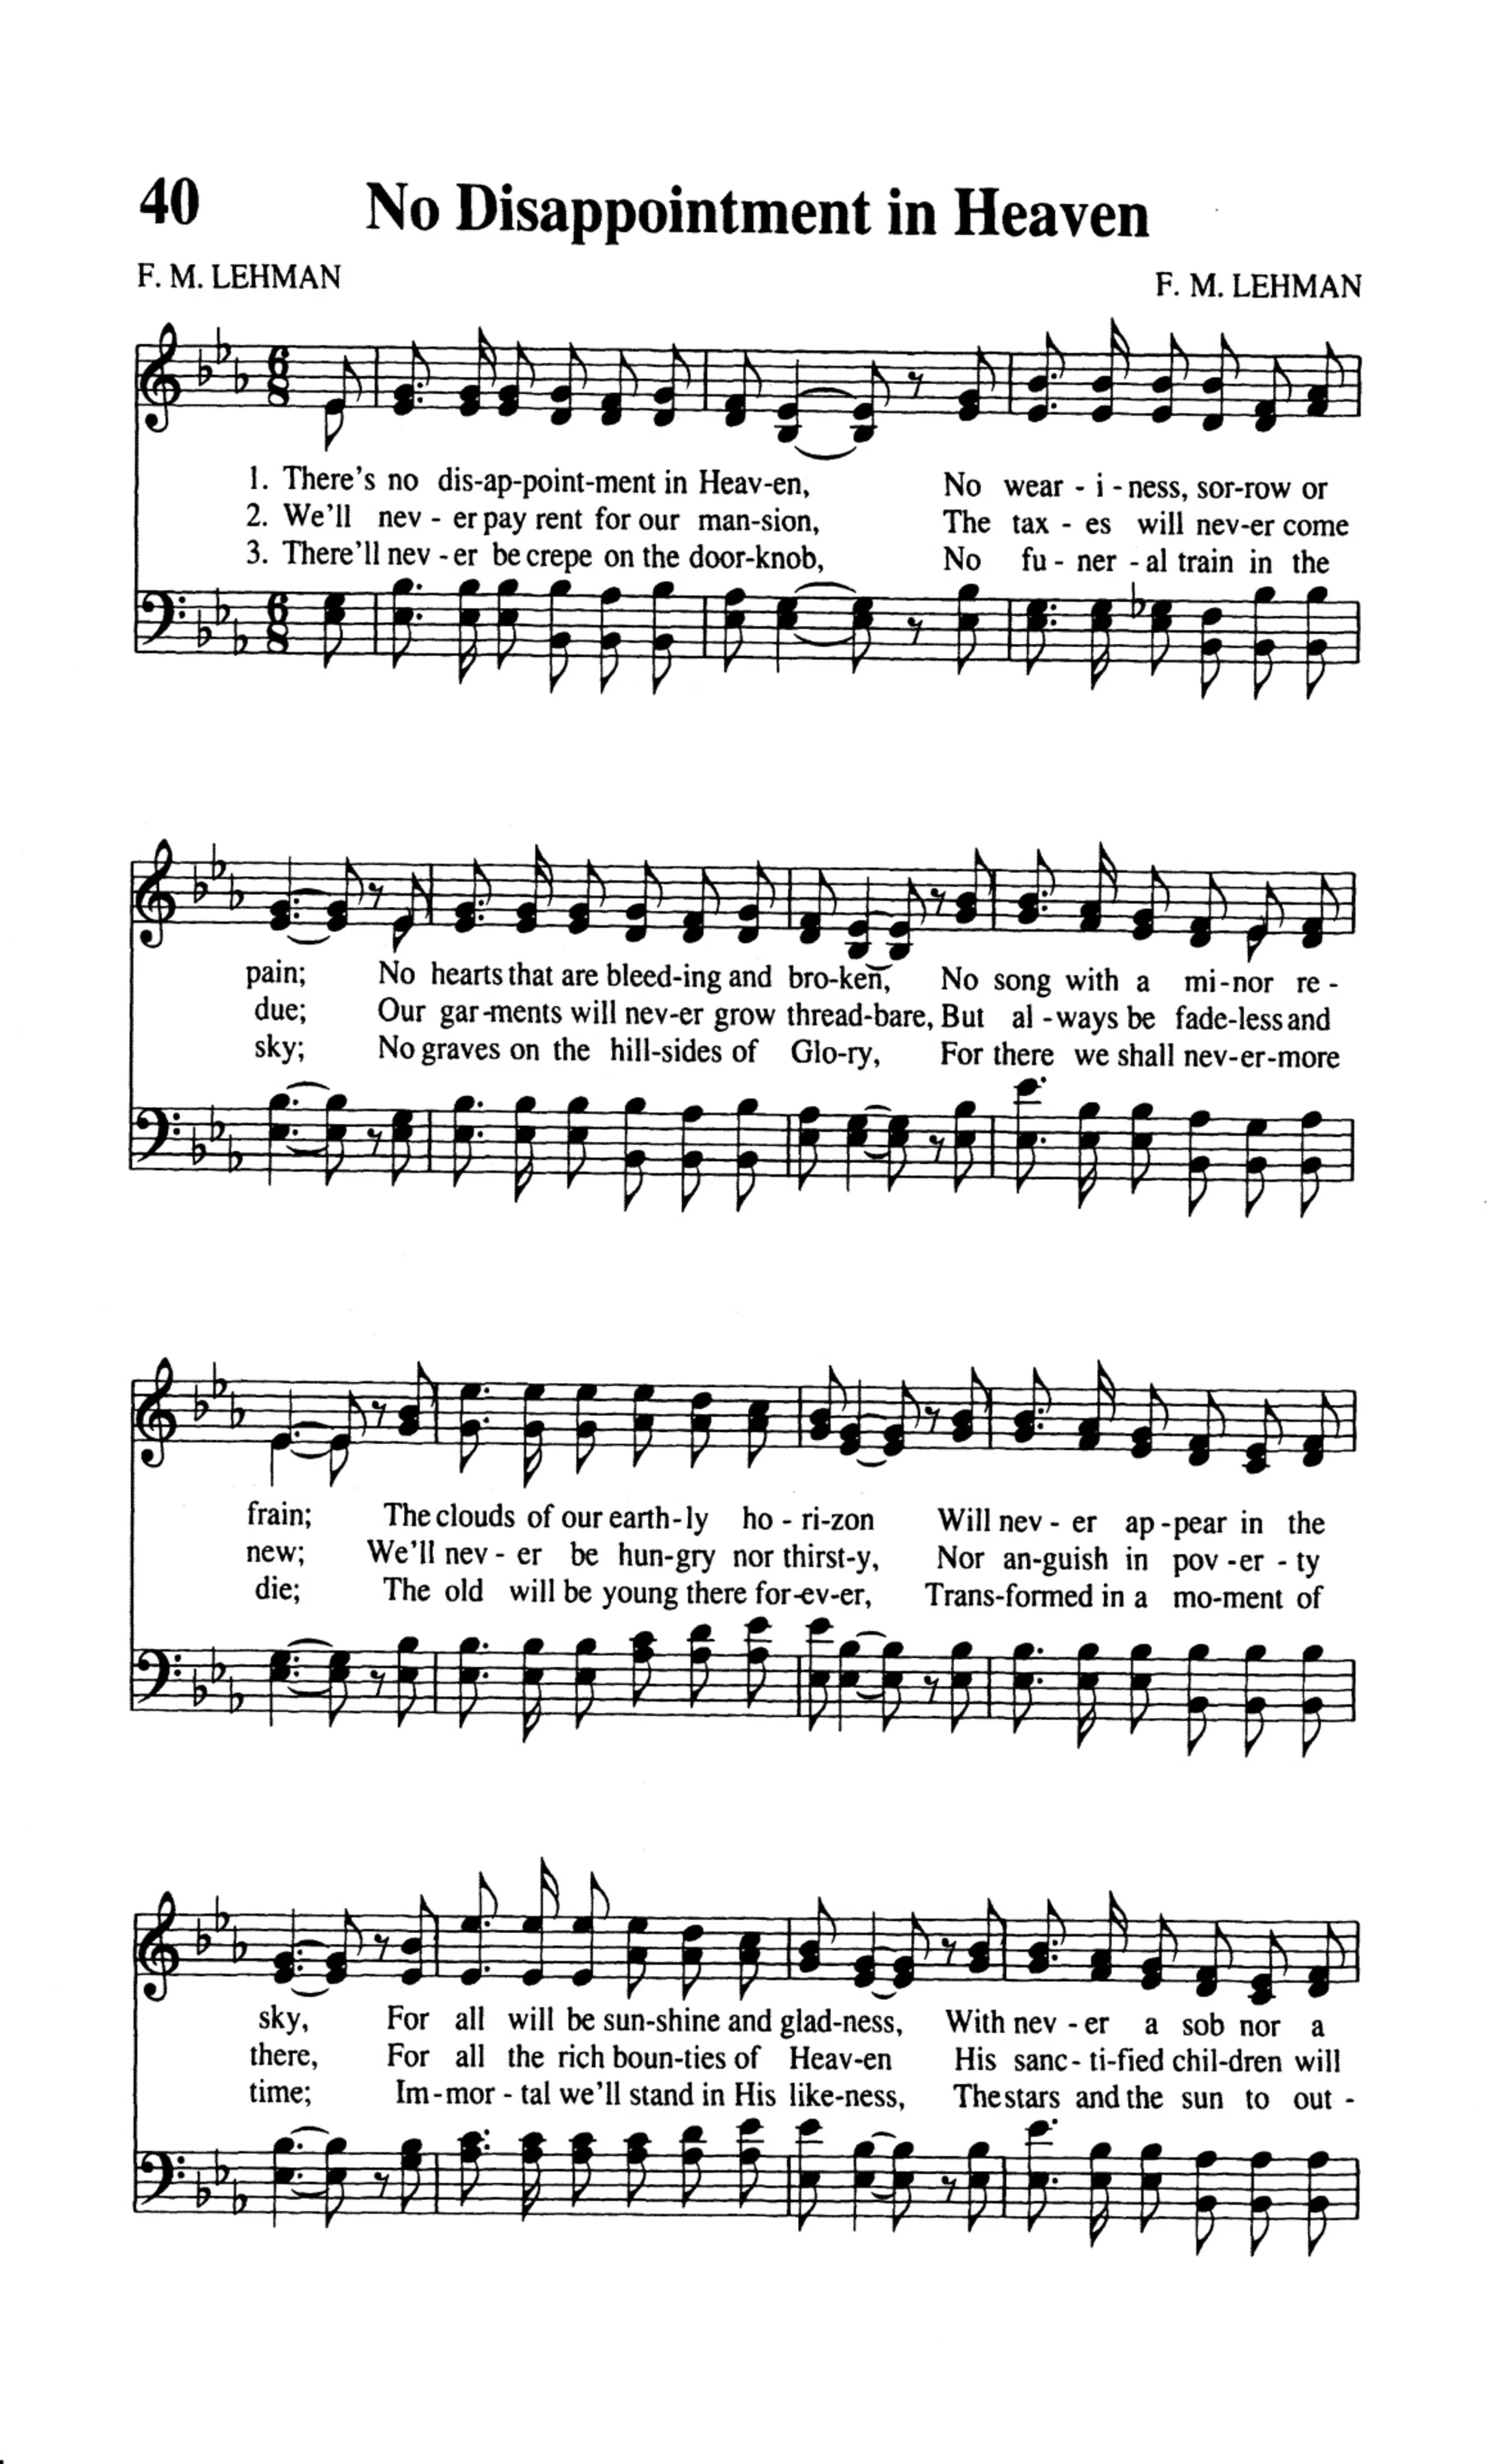 40 No Disappointment in Heaven
F. M. LEHMAN F. M. LEHMAN
1. There's no dis-ap-point-ment in Heav-en, No wear - i - ness, sor-row or
2. We'll nev - er pay rent for our man-sion, The tax - es will nev-er come
3. There'll nev - er be crepe on the door-knob, No fu - ner - al train in the
pain; No hearts that are bleed-ing and bro-ken, No song with a mi-nor re -
due; Our gar-ments will nev-er grow thread-bare, But al -ways be fade-less and
sky; No graves on the hill-sides of Glo-ry, For there we shall nev-er-more
frain; The clouds of our earth-ly ho - ri-zon Will nev - er ap -pear in the
new; We'll nev - er be hun-gry nor thirst-y, Nor an-guish in pov -er - ty
die; The old will be young there for-ev-er, Trans-formed in a mo-ment of
sky, For all will be sun-shine and glad-ness, With nev - er a sob nor a
there, For all the rich boun-ties of Heav-en His sanc - ti-fied chil-dren will
time; Im-mor - tal we'll stand in His like-ness, The stars and the sun to out -